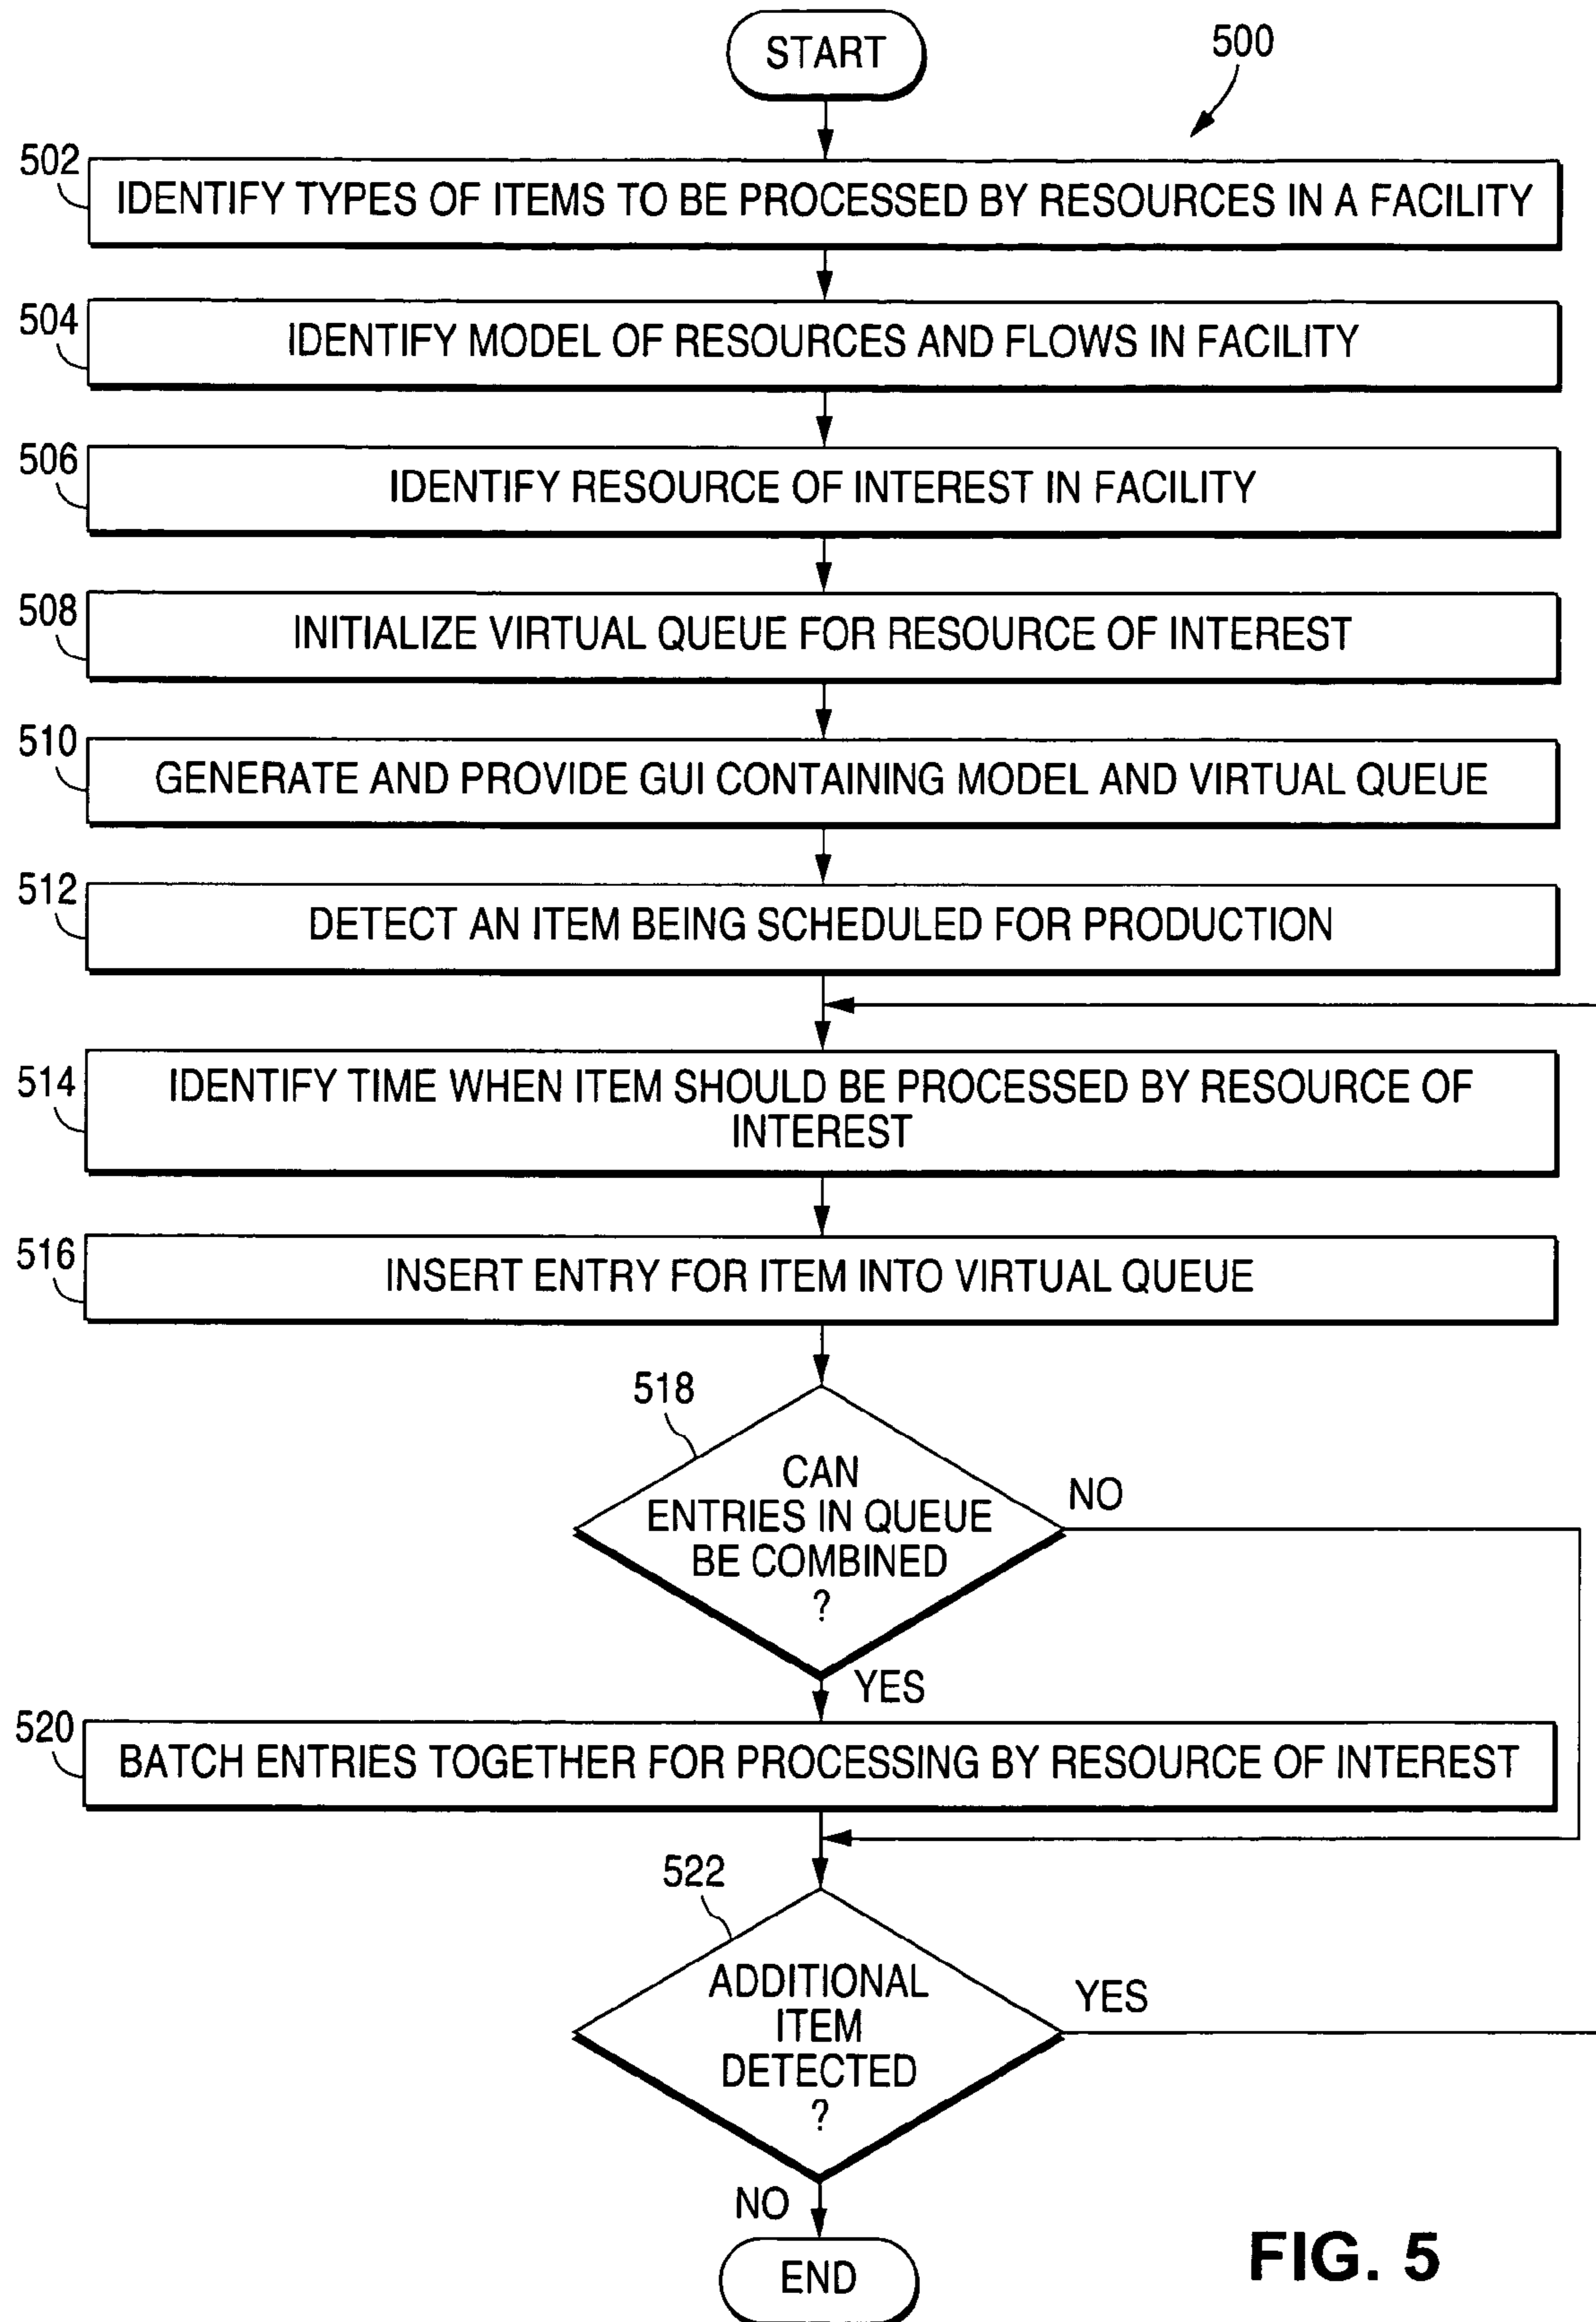 START
500
502
IDENTIFY TYPES OF ITEMS TO BE PROCESSED BY RESOURCES IN A FACILITY
504
IDENTIFY MODEL OF RESOURCES AND FLOWS IN FACILITY
506
IDENTIFY RESOURCE OF INTEREST IN FACILITY
508
INITIALIZE VIRTUAL QUEUE FOR RESOURCE OF INTEREST
510
GENERATE AND PROVIDE GUI CONTAINING MODEL AND VIRTUAL QUEUE
512
DETECT AN ITEM BEING SCHEDULED FOR PRODUCTION
514
IDENTIFY TIME WHEN ITEM SHOULD BE PROCESSED BY RESOURCE OF
INTEREST
516
INSERT ENTRY FOR ITEM INTO VIRTUAL QUEUE
518
CAN
ENTRIES IN QUEUE
BE COMBINED
?
NO
YES
520
BATCH ENTRIES TOGETHER FOR PROCESSING BY RESOURCE OF INTEREST
522
ADDITIONAL
ITEM
DETECTED
?
YES
NO
END
FIG. 5